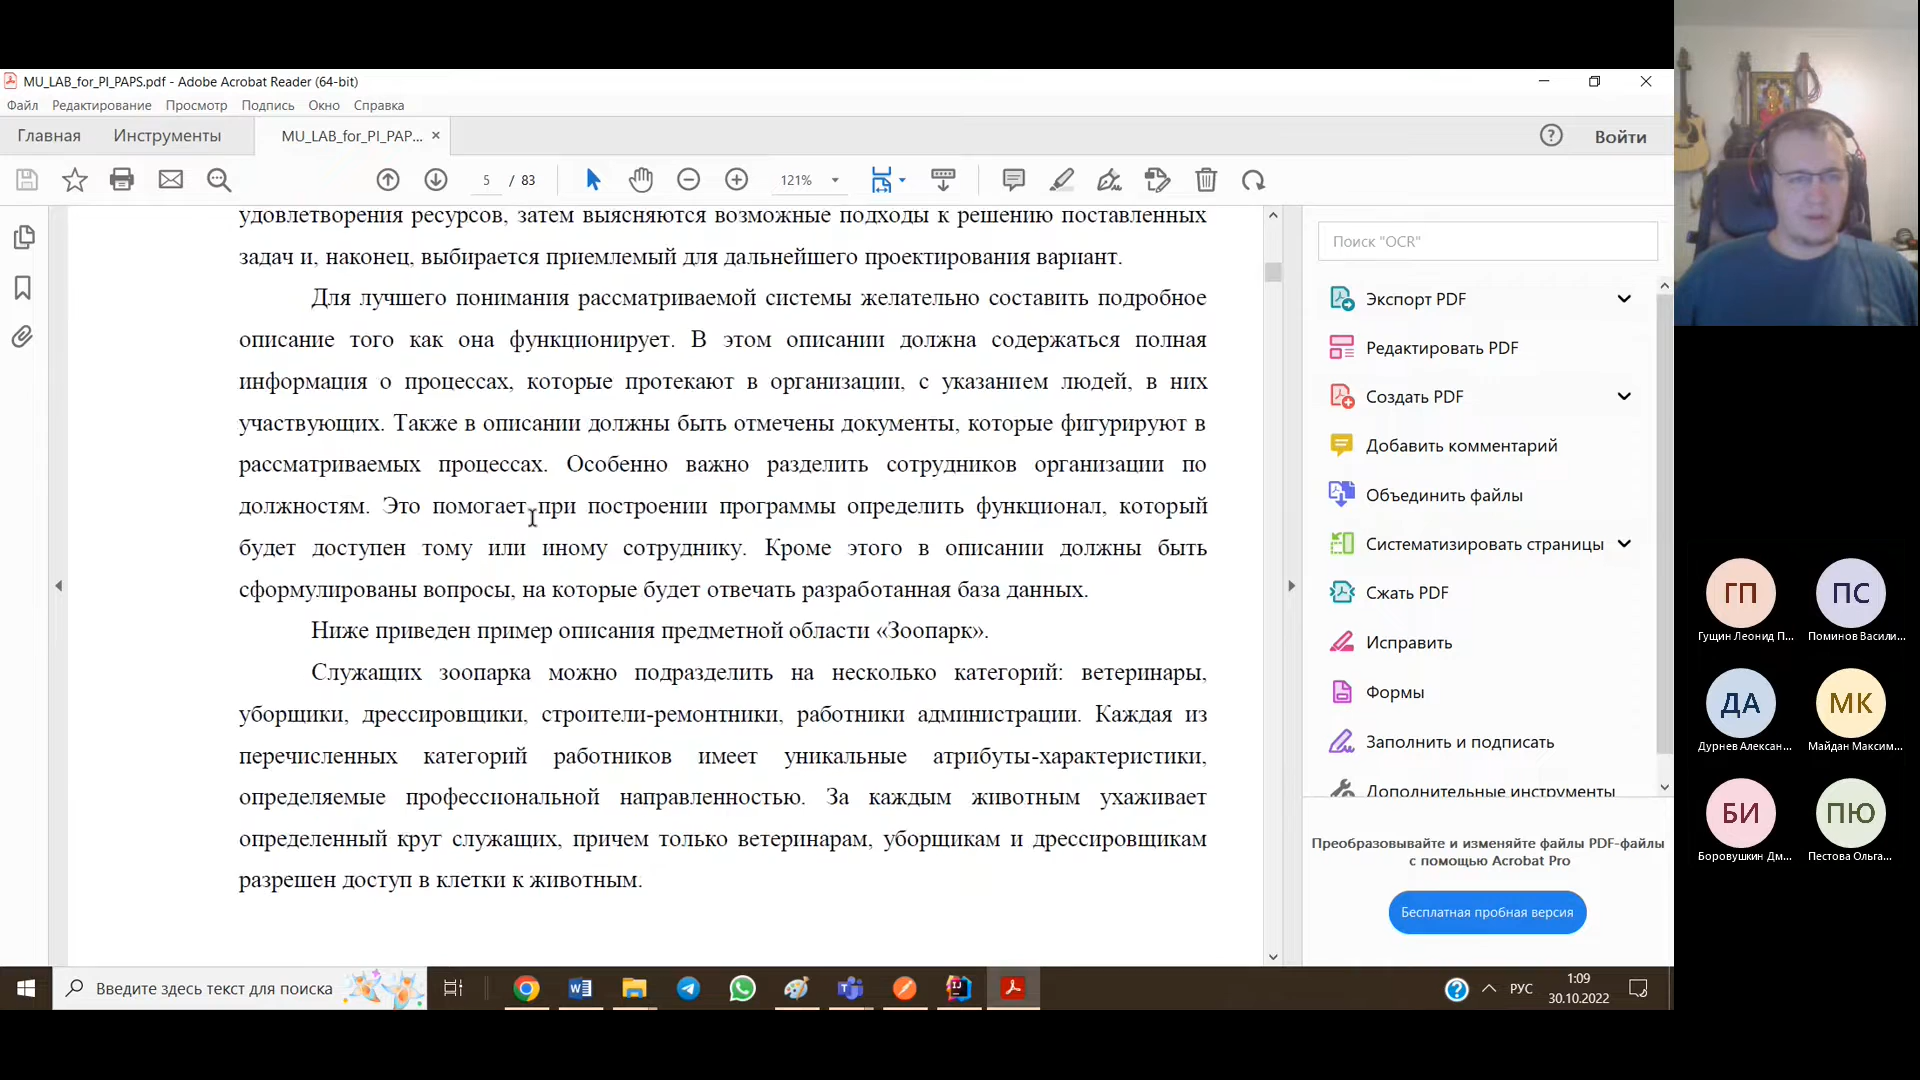 MU_LAB_for_PI_PAPS.pdf - Adobe Acrobat Reader (64-bit)
Файл Редактирование Просмотр Подпись Окно Справка
Главная Инструменты MU_LAB_for_PI_PAP... × Войти
5 / 83 121%
удовлетворения ресурсов, затем выясняются возможные подходы к решению поставленных
задач и, наконец, выбирается приемлемый для дальнейшего проектирования вариант.
Для лучшего понимания рассматриваемой системы желательно составить подробное
описание того как она функционирует. В этом описании должна содержаться полная
информация о процессах, которые протекают в организации, с указанием людей, в них
участвующих. Также в описании должны быть отмечены документы, которые фигурируют в
рассматриваемых процессах. Особенно важно разделить сотрудников организации по
должностям. Это помогает при построении программы определить функционал, который
будет доступен тому или иному сотруднику. Кроме этого в описании должны быть
сформулированы вопросы, на которые будет отвечать разработанная база данных.
Ниже приведен пример описания предметной области «Зоопарк».
Служащих зоопарка можно подразделить на несколько категорий: ветеринары,
уборщики, дрессировщики, строители-ремонтники, работники администрации. Каждая из
перечисленных категорий работников имеет уникальные атрибуты-характеристики,
определяемые профессиональной направленностью. За каждым животным ухаживает
определенный круг служащих, причем только ветеринарам, уборщикам и дрессировщикам
разрешен доступ в клетки к животным.
Поиск "OCR"
Экспорт PDF
Редактировать PDF
Создать PDF
Добавить комментарий
Объединить файлы
Систематизировать страницы
Сжать PDF
Исправить
Формы
Заполнить и подписать
Дополнительные инструменты
Преобразовывайте и изменяйте файлы PDF-файлы
с помощью Acrobat Pro
Бесплатная пробная версия
ГП ПС
Гущин Леонид П... Поминов Васили...
ДА МК
Дурнев Алексан... Майдан Максим...
БИ ПЮ
Боровушкин Дм... Пестова Ольга...
Введите здесь текст для поиска
РУС
1:09
30.10.2022